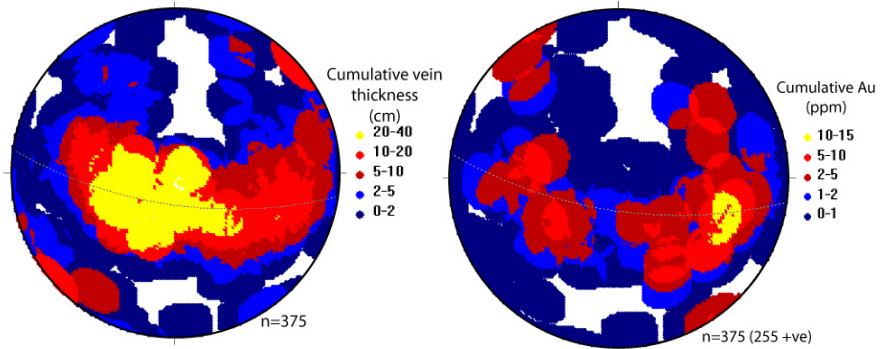 Cumulative vein
thickness
(cm)
20-40
10-20
5-10
2-5
0-2
n=375
Cumulative Au
(ppm)
10-15
5-10
2-5
1-2
0-1
n=375 (255 +ve)